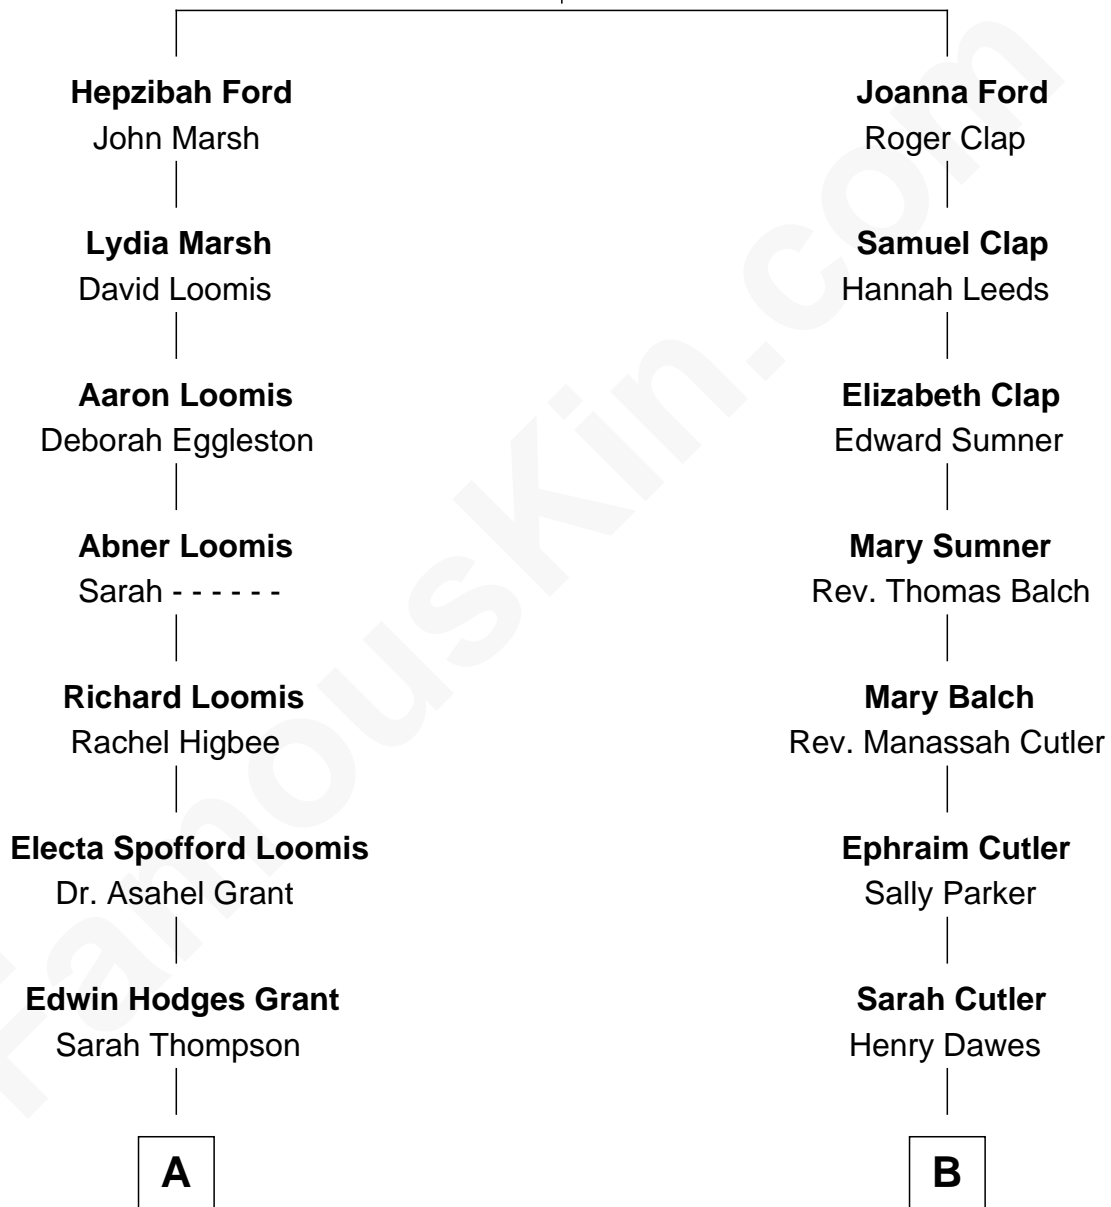 Hepzibah Ford
John Marsh
Lydia Marsh
David Loomis
Aaron Loomis
Deborah Eggleston
Abner Loomis
Sarah - - - - - -
Richard Loomis
Rachel Higbee
Electa Spofford Loomis
Dr. Asahel Grant
Edwin Hodges Grant
Sarah Thompson
A
Joanna Ford
Roger Clap
Samuel Clap
Hannah Leeds
Elizabeth Clap
Edward Sumner
Mary Sumner
Rev. Thomas Balch
Mary Balch
Rev. Manassah Cutler
Ephraim Cutler
Sally Parker
Sarah Cutler
Henry Dawes
B
FamousKin.com